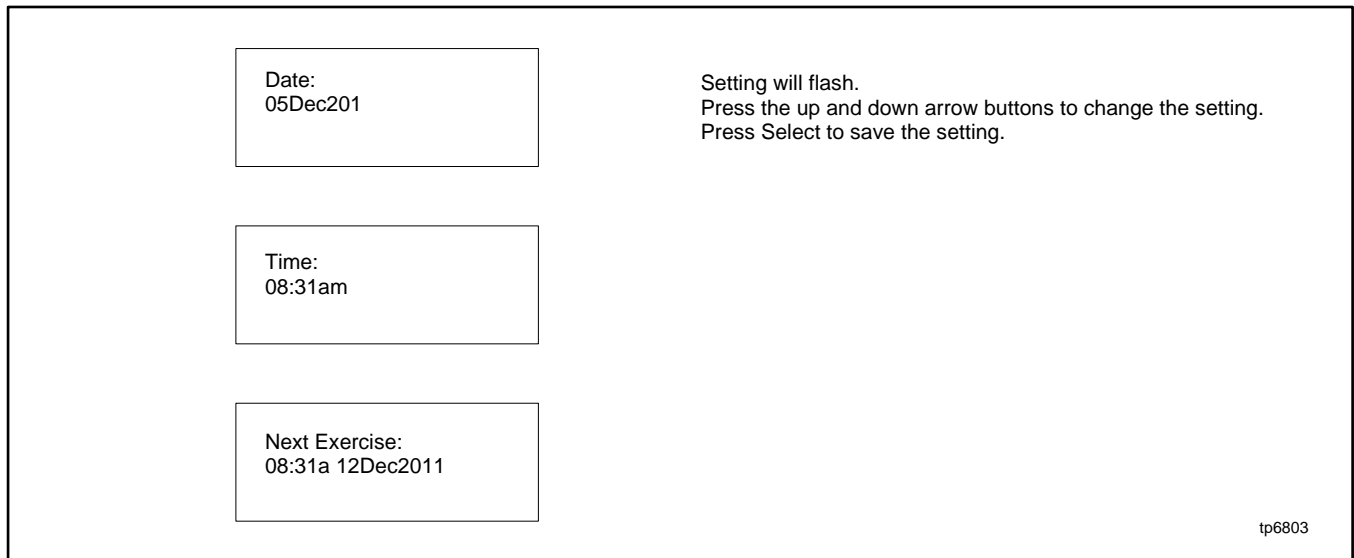 Date:
05Dec201
Setting will flash.
Press the up and down arrow buttons to change the setting.
Press Select to save the setting.
Time:
08:31am
Next Exercise:
08:31a 12Dec2011
tp6803